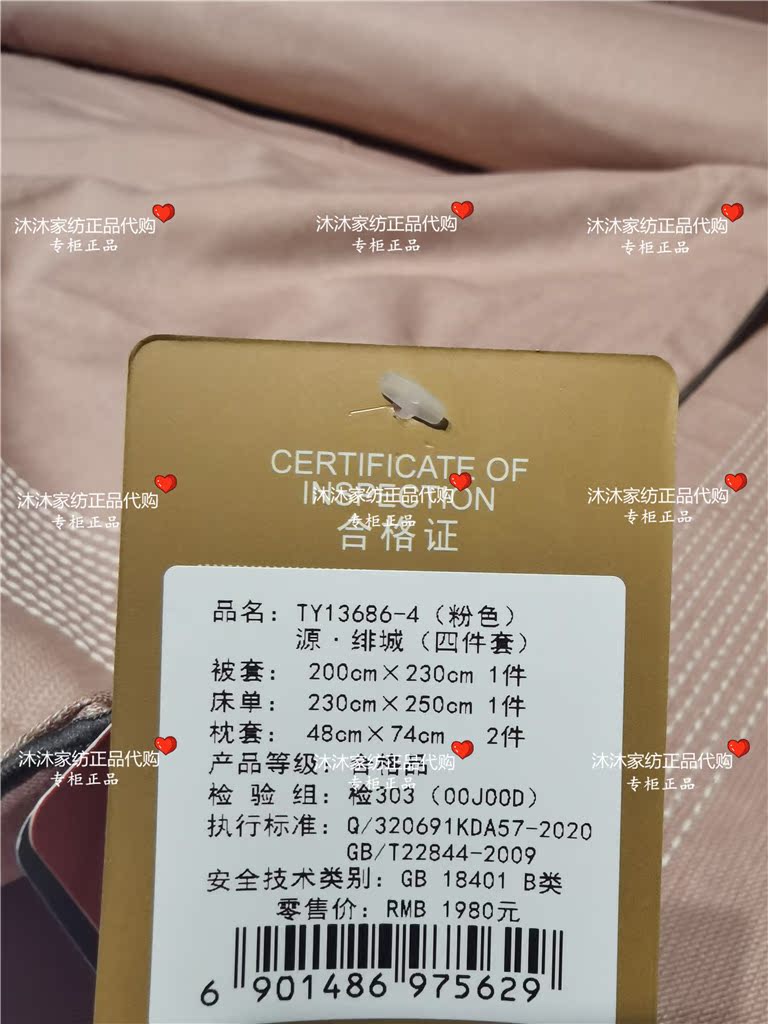 沐沐家纺正品代购
专柜正品
沐沐家纺正品代购
专柜正品
沐沐家纺正品代购
专柜正品
CERTIFICATE OF
INSPECTION
合格证
沐沐家纺正品代购
专柜正品
沐沐家纺正品代购
专柜正品
沐沐家纺正品代购
专柜正品
品名：TY13686-4（粉色）
源·绯城（四件套）
被套： 200cm×230cm 1件
床单： 230cm×250cm 1件
枕套： 48cm×74cm 2件
产品等级：合格品
沐沐家纺正品代购
专柜正品
沐沐家纺正品代购
专柜正品
沐沐家纺正品代购
专柜正品
检 验 组：检303（00J00D）
执行标准：Q/320691KDA57-2020
GB/T22844-2009
安全技术类别：GB 18401 B类
零售价：RMB 1980元
6 901486 975629